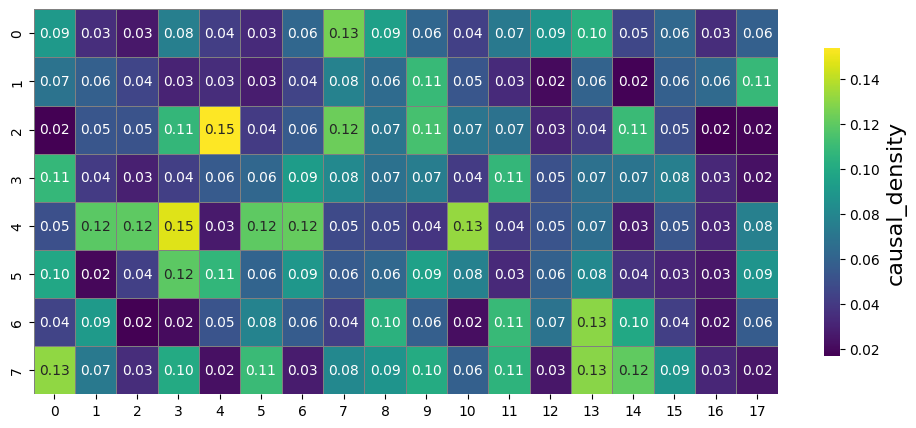 0 0.09 0.03 0.03 0.08 0.04 0.03 0.06 0.13 0.09 0.06 0.04 0.07 0.09 0.10 0.05 0.06 0.03 0.06
1 0.07 0.06 0.04 0.03 0.03 0.03 0.04 0.08 0.06 0.11 0.05 0.03 0.02 0.06 0.02 0.06 0.06 0.11
2 0.02 0.05 0.05 0.11 0.15 0.04 0.06 0.12 0.07 0.11 0.07 0.07 0.03 0.04 0.11 0.05 0.02 0.02
3 0.11 0.04 0.03 0.04 0.06 0.06 0.09 0.08 0.07 0.07 0.04 0.11 0.05 0.07 0.07 0.08 0.03 0.02
4 0.05 0.12 0.12 0.15 0.03 0.12 0.12 0.05 0.05 0.04 0.13 0.04 0.05 0.07 0.03 0.05 0.03 0.08
5 0.10 0.02 0.04 0.12 0.11 0.06 0.09 0.06 0.06 0.09 0.08 0.03 0.06 0.08 0.04 0.03 0.03 0.09
6 0.04 0.09 0.02 0.02 0.05 0.08 0.06 0.04 0.10 0.06 0.02 0.11 0.07 0.13 0.10 0.04 0.02 0.06
7 0.13 0.07 0.03 0.10 0.02 0.11 0.03 0.08 0.09 0.10 0.06 0.11 0.03 0.13 0.12 0.09 0.03 0.02
0 1 2 3 4 5 6 7 8 9 10 11 12 13 14 15 16 17
0.14
0.12
0.10
0.08
0.06
0.04
0.02
causal_density